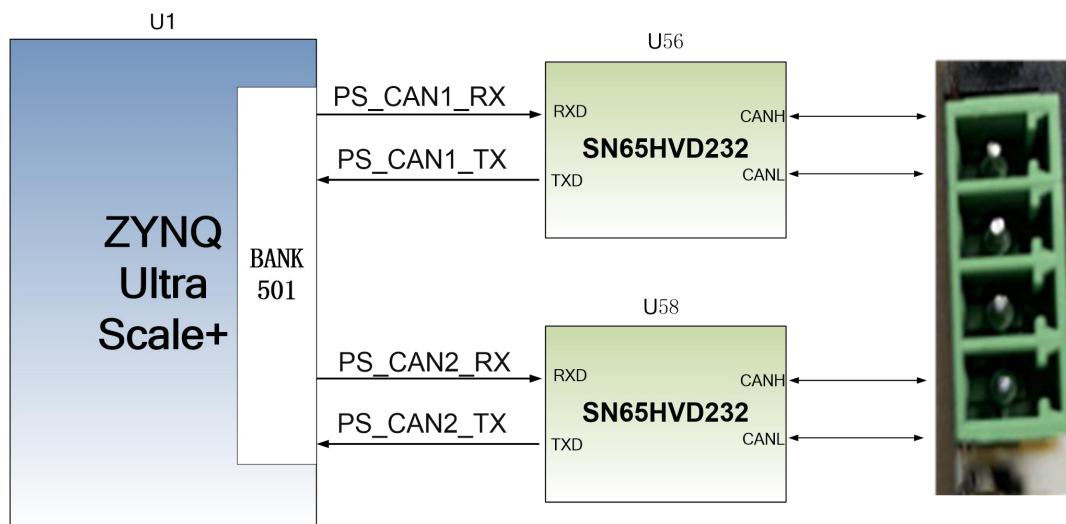 U1
ZYNQ
Ultra
Scale+
BANK
501
PS_CAN1_RX
PS_CAN1_TX
U56
RXD
CANH
SN65HVD232
TXD
CANL
PS_CAN2_RX
PS_CAN2_TX
U58
RXD
CANH
SN65HVD232
TXD
CANL